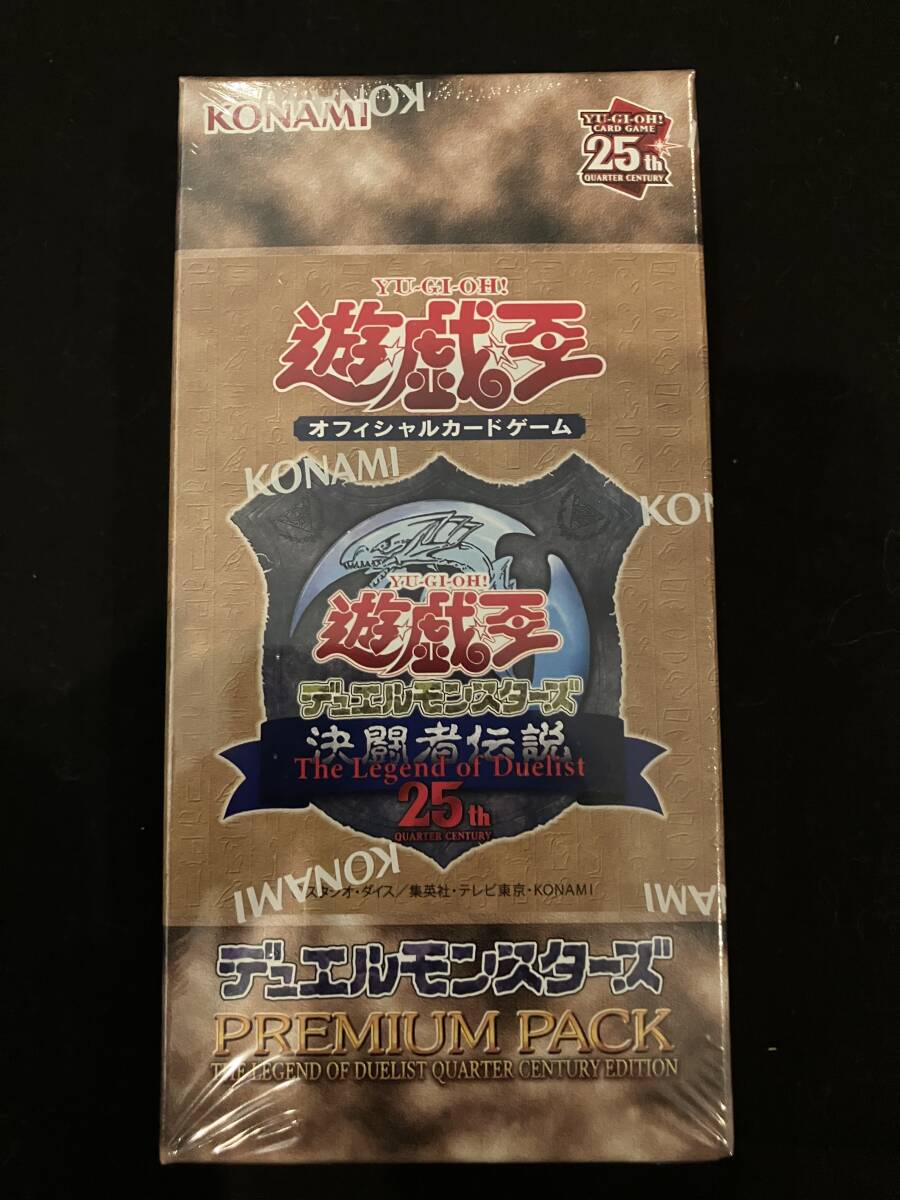 KONAMI
KONAMI
YU-GI-OH!
CARD GAME
25th
QUARTER CENTURY
YU-GI-OH!
遊☆戯☆王
オフィシャルカードゲーム
KONAMI
KON
YU-GI-OH!
遊☆戯☆王
デュエルモンスターズ
決闘者伝説
The Legend of Duelist
25th
QUARTER CENTURY
KONAMI
スタジオ・ダイス/集英社・テレビ東京・KONAMI
デュエルモンスターズ
PREMIUM PACK
THE LEGEND OF DUELIST QUARTER CENTURY EDITION